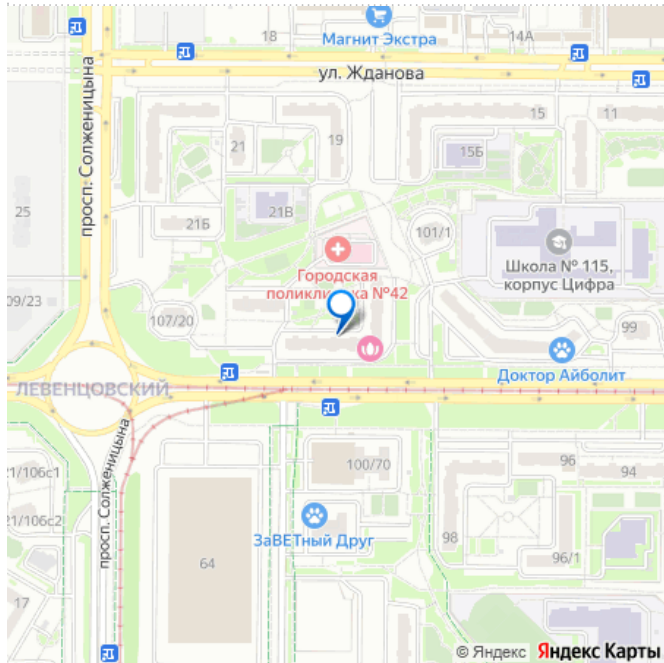 18
Магнит Экстра
14А
ул. Жданова
просп. Солженицына
19
15
11
21
15Б
25
21Б
21В
101/1
Городская
поликлиника №42
Школа № 115,
корпус Цифра
09/23
107/20
99
Доктор Айболит
ЛЕВЕНЦОВСКИЙ
просп. Солженицына
21/106с1
100/70
96
94
21/106с2
ЗаВЕТный Друг
98
96/1
64
17
© Яндекс Яндекс Карты